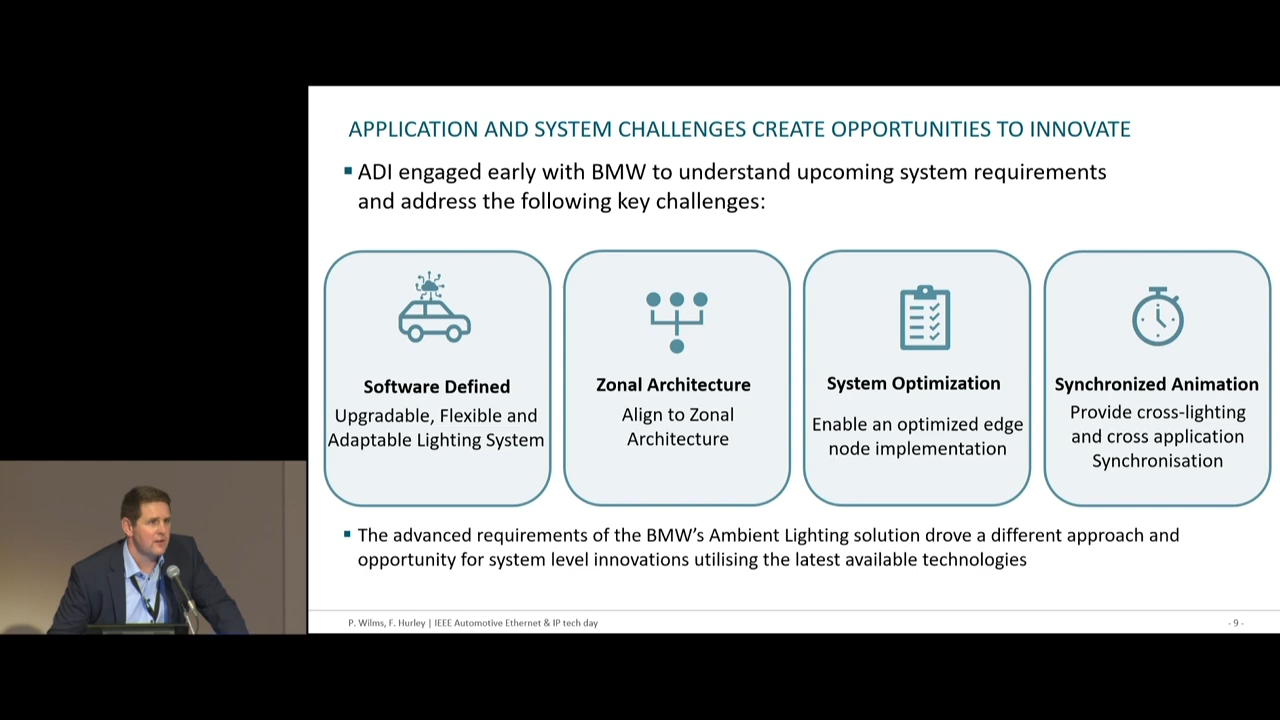 APPLICATION AND SYSTEM CHALLENGES CREATE OPPORTUNITIES TO INNOVATE
▪ ADI engaged early with BMW to understand upcoming system requirements
and address the following key challenges:
Software Defined
Upgradable, Flexible and
Adaptable Lighting System
Zonal Architecture
Align to Zonal
Architecture
System Optimization
Enable an optimized edge
node implementation
Synchronized Animation
Provide cross-lighting
and cross application
Synchronisation
▪ The advanced requirements of the BMW’s Ambient Lighting solution drove a different approach and
opportunity for system level innovations utilising the latest available technologies
P. Wilms, F. Hurley | IEEE Automotive Ethernet & IP tech day
- 9 -